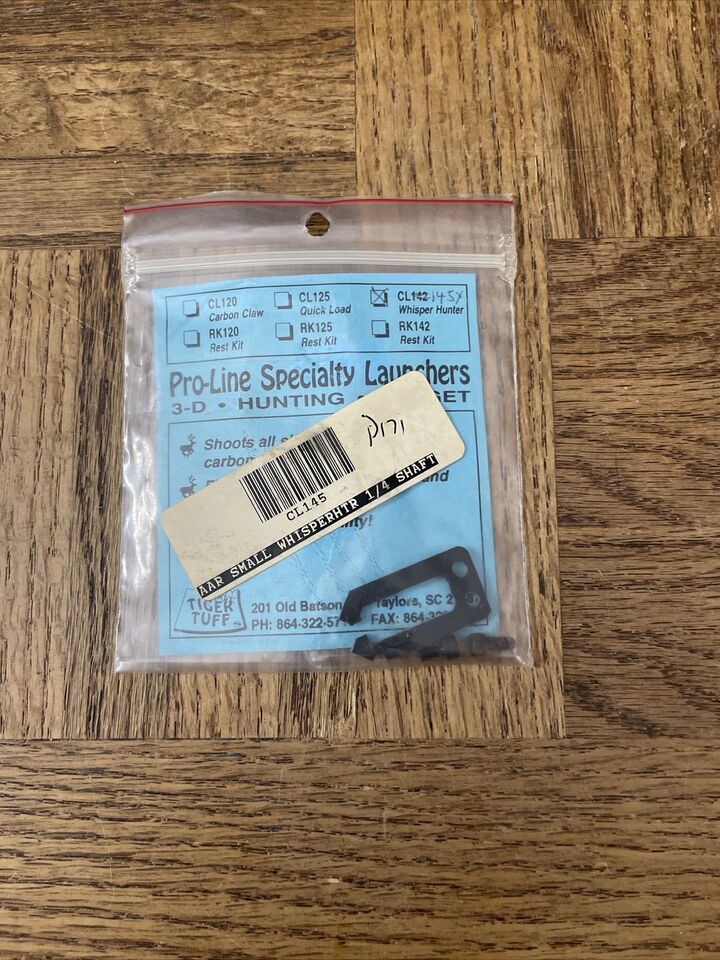 CL120 CL125 CL142 145X
Carbon Claw Quick Load Whisper Hunter
RK120 RK125 RK142
Rest Kit Rest Kit Rest Kit
Pro-Line Specialty Launchers
3-D • HUNTING
Shoots all
carbon
and
CL145
AAR SMALL WHISPERHTR 1/4 SHAFT
TIGER
TUFF
201 Old Batson Taylors, SC
PH: 864-322-57 FAX: 864-